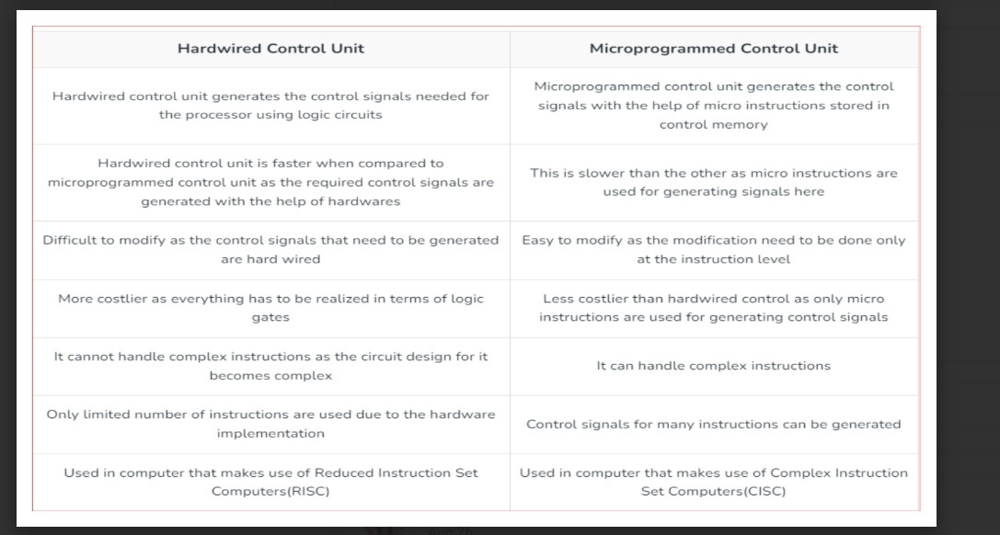 Hardwired Control Unit
Microprogrammed Control Unit
Hardwired control unit generates the control signals needed for
the processor using logic circuits
Microprogrammed control unit generates the control
signals with the help of micro instructions stored in
control memory
Hardwired control unit is faster when compared to
microprogrammed control unit as the required control signals are
generated with the help of hardwares
This is slower than the other as micro instructions are
used for generating signals here
Difficult to modify as the control signals that need to be generated
are hard wired
Easy to modify as the modification need to be done only
at the instruction level
More costlier as everything has to be realized in terms of logic
gates
Less costlier than hardwired control as only micro
instructions are used for generating control signals
It cannot handle complex instructions as the circuit design for it
becomes complex
It can handle complex instructions
Only limited number of instructions are used due to the hardware
implementation
Control signals for many instructions can be generated
Used in computer that makes use of Reduced Instruction Set
Computers(RISC)
Used in computer that makes use of Complex Instruction
Set Computers(CISC)
Aug 26